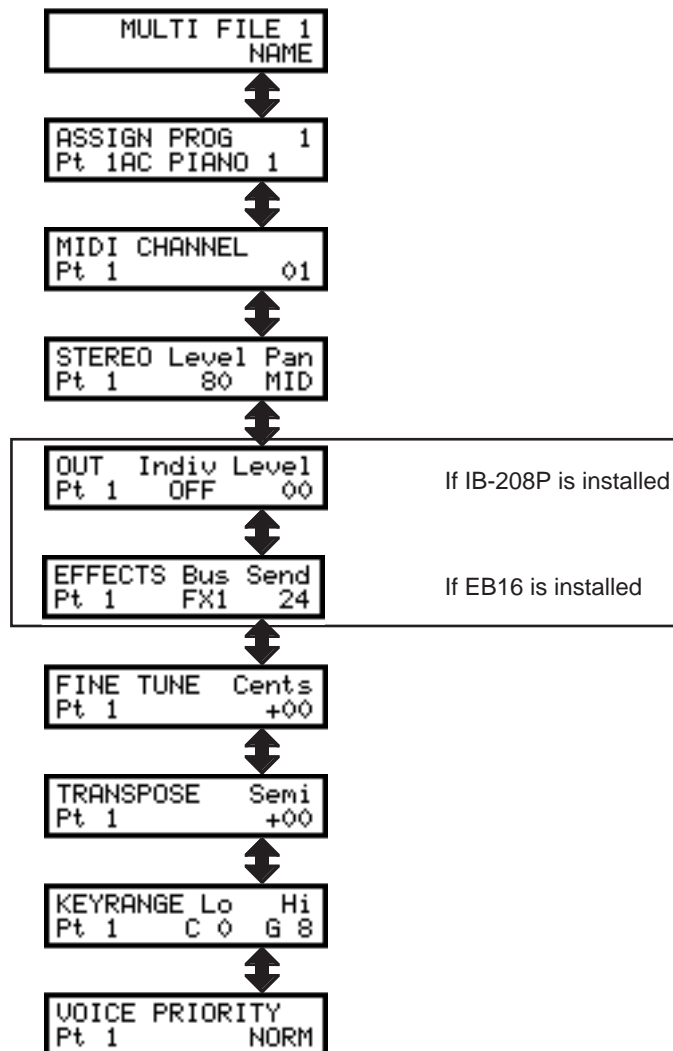 MULTI FILE 1
NAME
ASSIGN PROG 1
Pt 1AC PIANO 1
MIDI CHANNEL
Pt 1 01
STEREO Level Pan
Pt 1 80 MID
OUT Indiv Level
Pt 1 OFF 00
If IB-208P is installed
EFFECTS Bus Send
Pt 1 FX1 24
If EB16 is installed
FINE TUNE Cents
Pt 1 +00
TRANSPOSE Semi
Pt 1 +00
KEYRANGE Lo Hi
Pt 1 C 0 G 8
VOICE PRIORITY
Pt 1 NORM